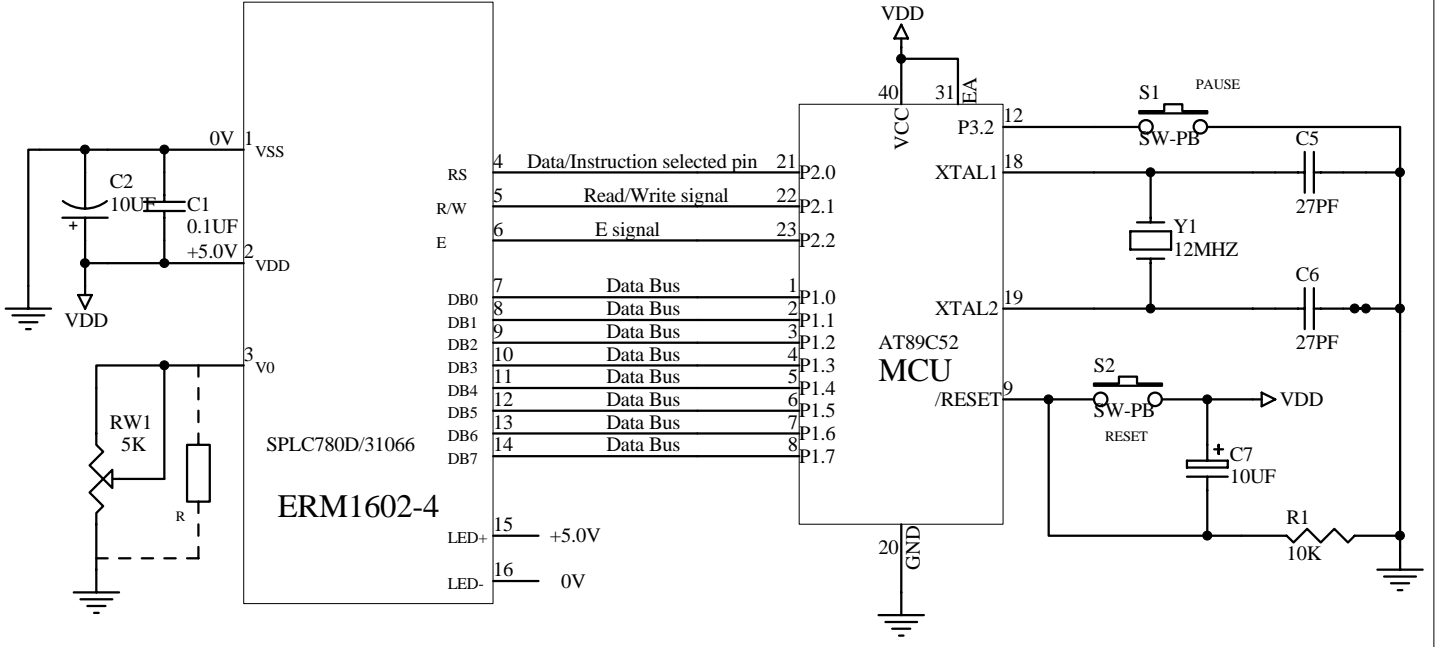 VDD
40
31
EA
VCC
S1
PAUSE
12
P3.2
SW-PB
C5
0V
1
VSS
C2
10UF
+
C1
0.1UF
+5.0V
2
VDD
VDD
3
V0
RW1
5K
R
SPLC780D/31066
ERM1602-4
RS
4
Data/Instruction selected pin
21
P2.0
R/W
5
Read/Write signal
22
P2.1
E
6
E signal
23
P2.2
DB0
7
Data Bus
1
P1.0
DB1
8
Data Bus
2
P1.1
DB2
9
Data Bus
3
P1.2
DB3
10
Data Bus
4
P1.3
DB4
11
Data Bus
5
P1.4
DB5
12
Data Bus
6
P1.5
DB6
13
Data Bus
7
P1.6
DB7
14
Data Bus
8
P1.7
LED+
15
+5.0V
LED-
16
0V
XTAL1
18
27PF
Y1
12MHZ
XTAL2
19
C6
27PF
AT89C52
MCU
/RESET
9
S2
SW-PB
RESET
VDD
+
C7
10UF
R1
10K
20
GND